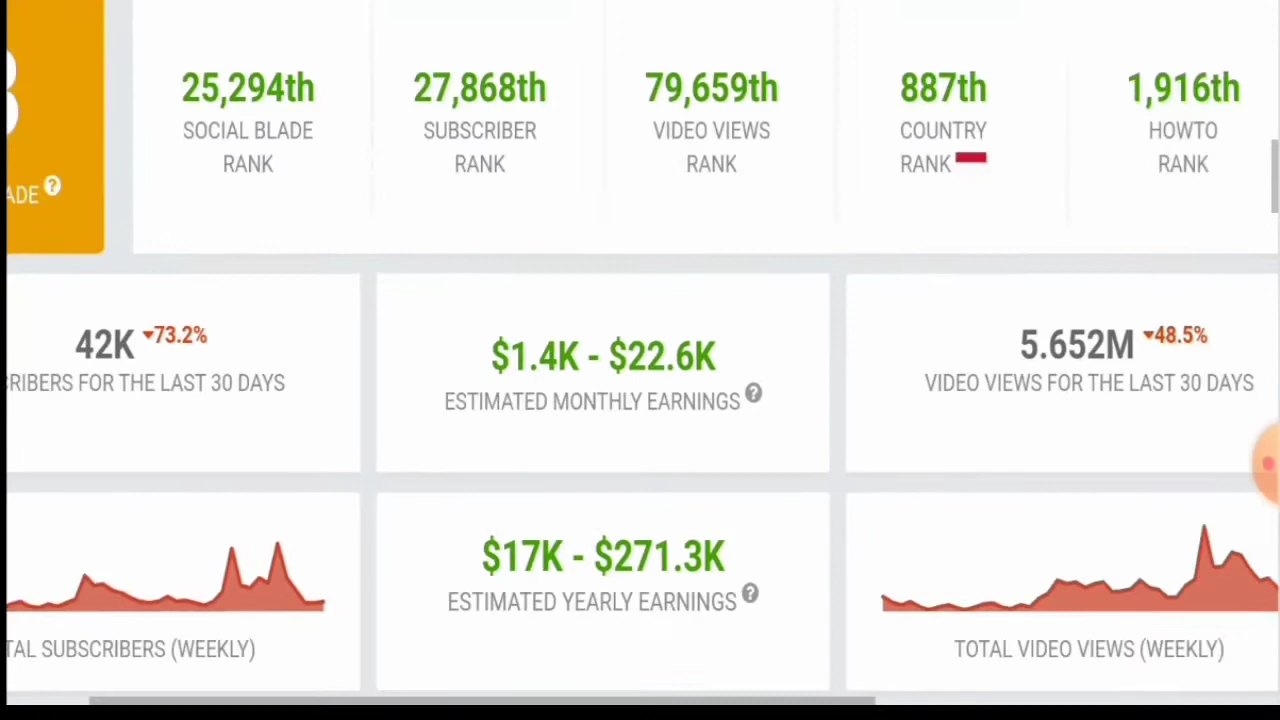 25,294th
SOCIAL BLADE
RANK
27,868th
SUBSCRIBER
RANK
79,659th
VIDEO VIEWS
RANK
887th
COUNTRY
RANK
1,916th
HOWTO
RANK
ADE ?
42K 73.2%
CRIBERS FOR THE LAST 30 DAYS
$1.4K - $22.6K
ESTIMATED MONTHLY EARNINGS ?
5.652M 48.5%
VIDEO VIEWS FOR THE LAST 30 DAYS
TAL SUBSCRIBERS (WEEKLY)
$17K - $271.3K
ESTIMATED YEARLY EARNINGS ?
TOTAL VIDEO VIEWS (WEEKLY)